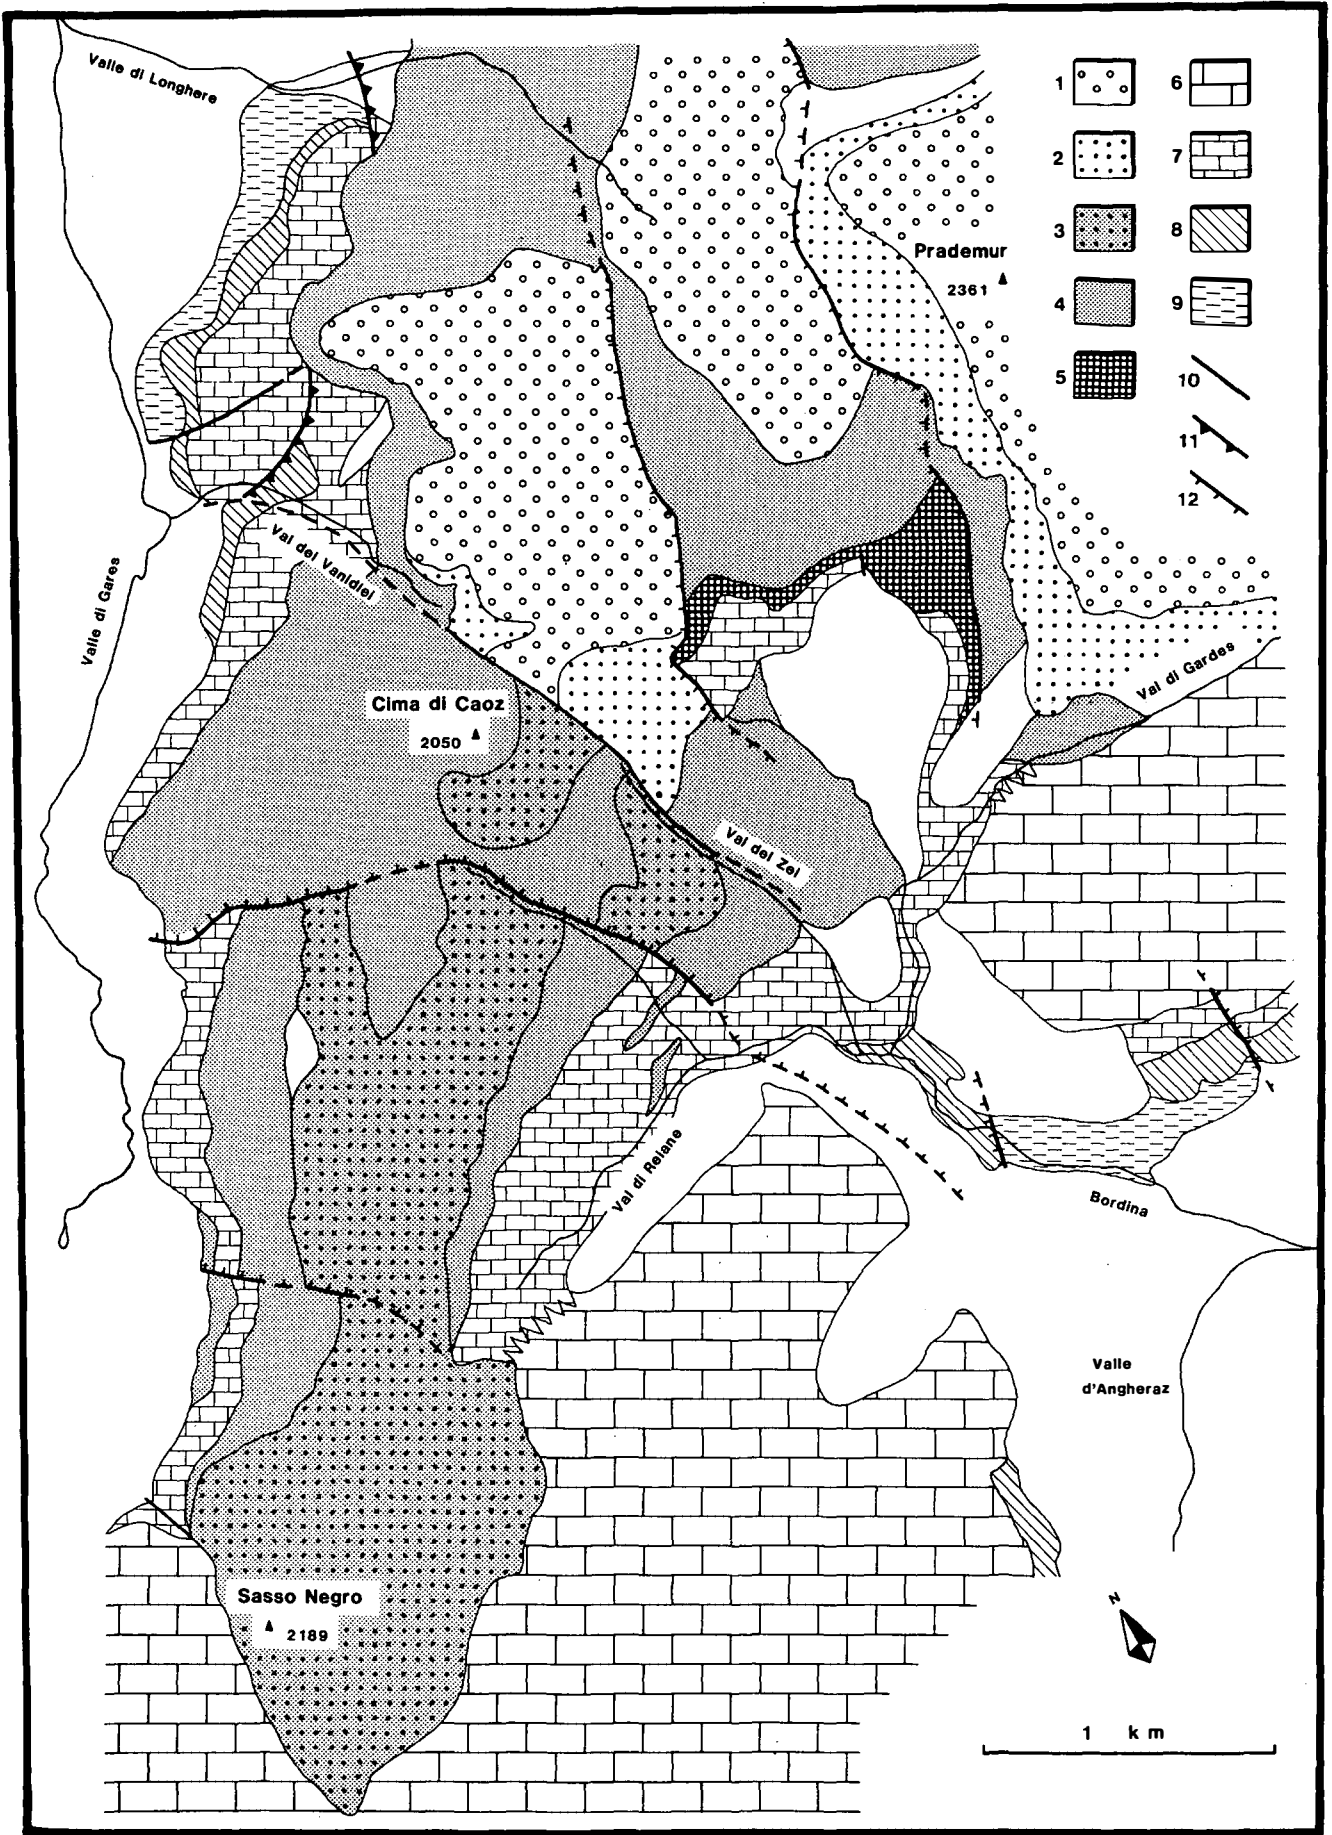 Valle di Longhere
1
6
2
7
3
8
4
9
5
10
11
12
Prademur
2361
Val dei Vanidiei
Valle di Gares
Val di Gardes
Cima di Caoz
2050
Val dei Zei
Val di Reiane
Bordina
Valle
d'Angheraz
Sasso Negro
2189
N
1 km